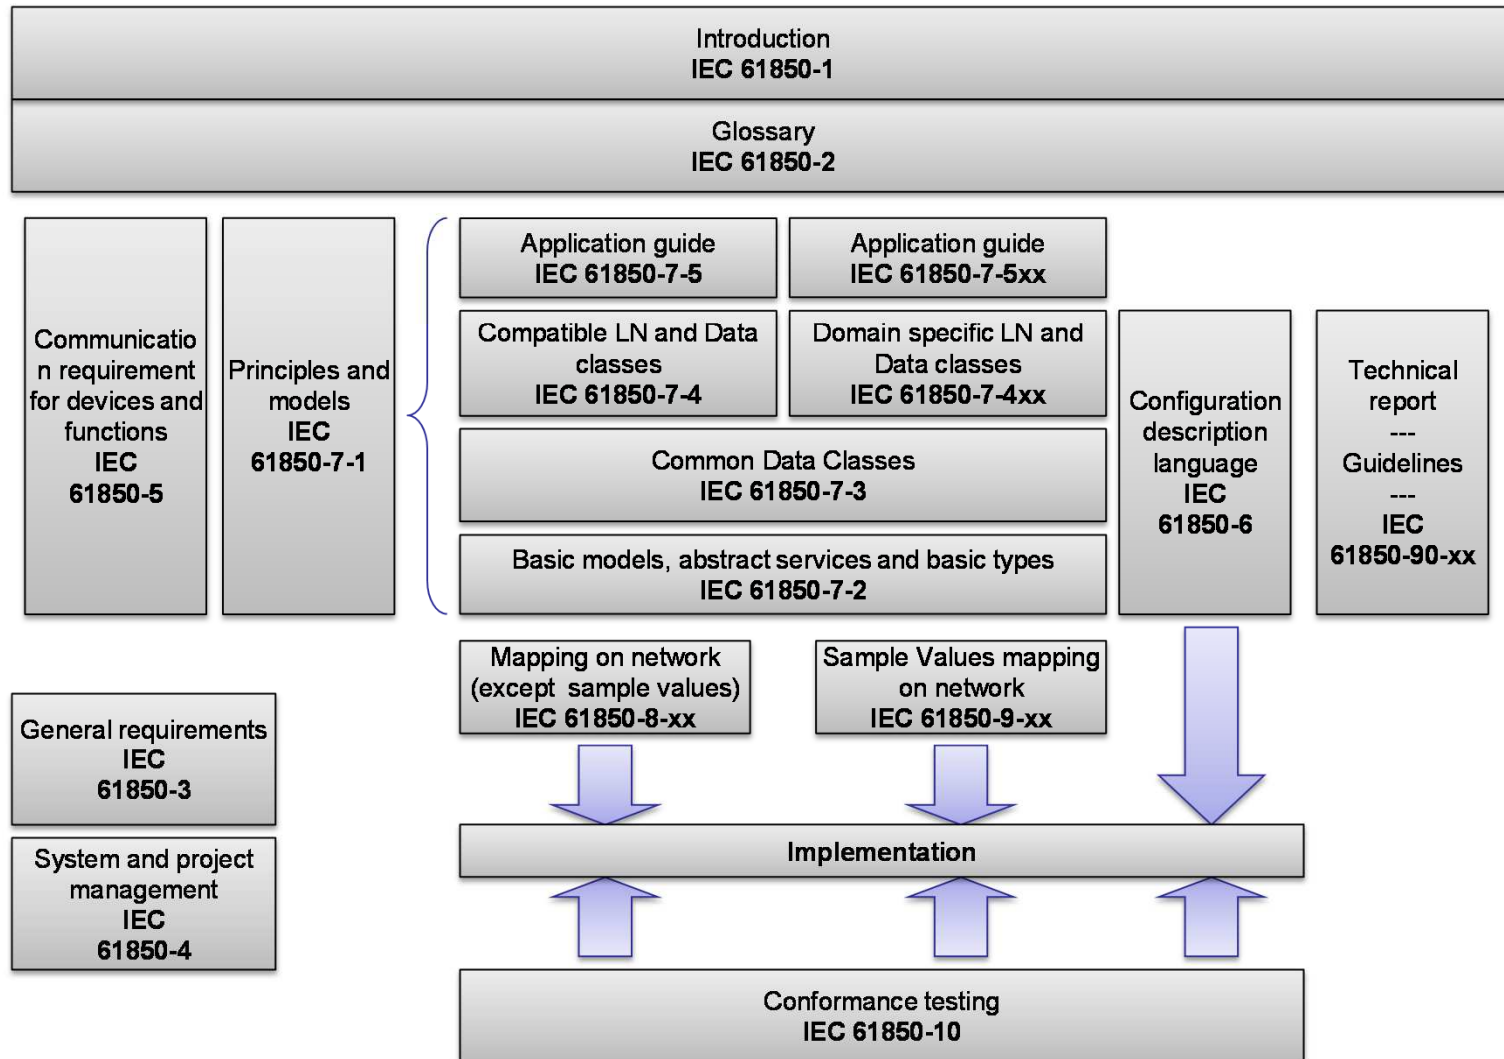 Introduction
IEC 61850-1
Glossary
IEC 61850-2
Communicatio
n requirement
for devices and
functions
IEC
61850-5
Principles and
models
IEC
61850-7-1
Application guide
IEC 61850-7-5
Application guide
IEC 61850-7-5xx
Compatible LN and Data
classes
IEC 61850-7-4
Domain specific LN and
Data classes
IEC 61850-7-4xx
Common Data Classes
IEC 61850-7-3
Basic models, abstract services and basic types
IEC 61850-7-2
Configuration
description
language
IEC
61850-6
Technical
report
---
Guidelines
---
IEC
61850-90-xx
Mapping on network
(except sample values)
IEC 61850-8-xx
Sample Values mapping
on network
IEC 61850-9-xx
General requirements
IEC
61850-3
System and project
management
IEC
61850-4
Implementation
Conformance testing
IEC 61850-10